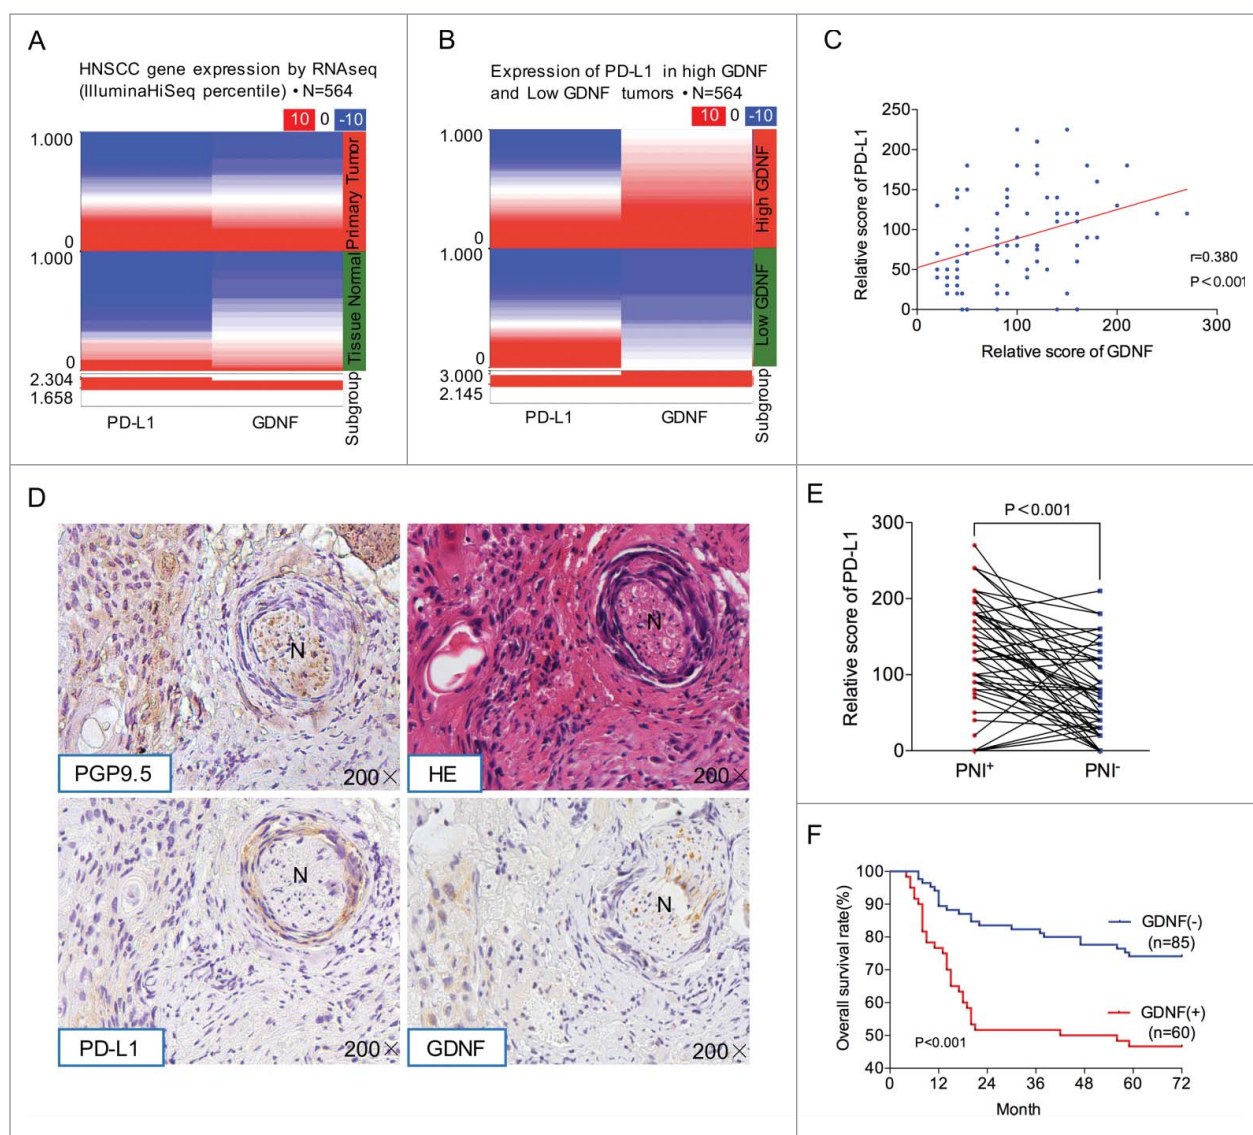 A
HNSCC gene expression by RNAseq
(IlluminaHiSeq percentile) • N=564
10 0 -10
1.000
0
1.000
0
2.304
1.658
Primary Tumor
Tissue Normal
Subgroup
PD-L1 GDNF
B
Expression of PD-L1 in high GDNF
and Low GDNF tumors • N=564
10 0 -10
1.000
0
1.000
0
3.000
2.145
High GDNF
Low GDNF
Subgroup
PD-L1 GDNF
C
Relative score of PD-L1
250
200
150
100
50
0
0 100 200 300
r=0.380
P<0.001
Relative score of GDNF
D
N
PGP9.5
200×
N
HE
200×
N
PD-L1
200×
N
GDNF
200×
E
P<0.001
Relative score of PD-L1
300
200
100
0
PNI+ PNI-
F
Overall survival rate(%)
100
90
80
70
60
50
40
GDNF(-)
(n=85)
GDNF(+)
(n=60)
P<0.001
0 12 24 36 48 60 72
Month